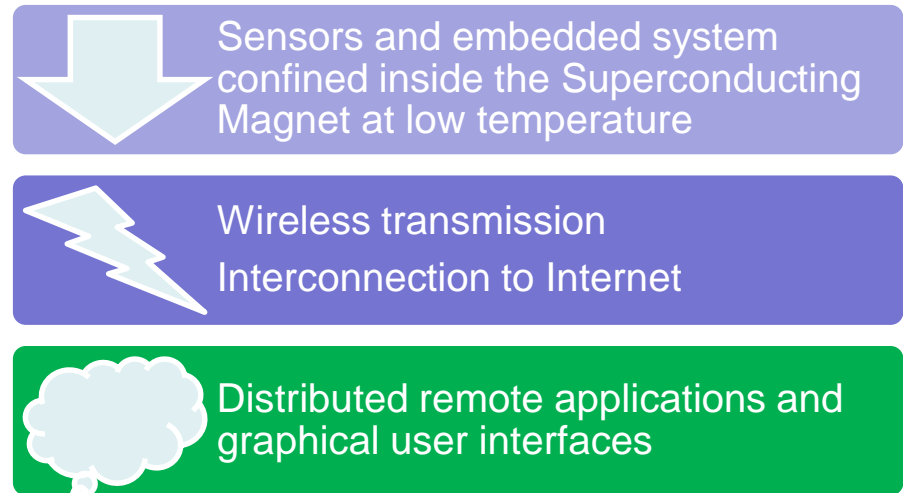 Sensors and embedded system
confined inside the Superconducting
Magnet at low temperature
Wireless transmission
Interconnection to Internet
Distributed remote applications and
graphical user interfaces